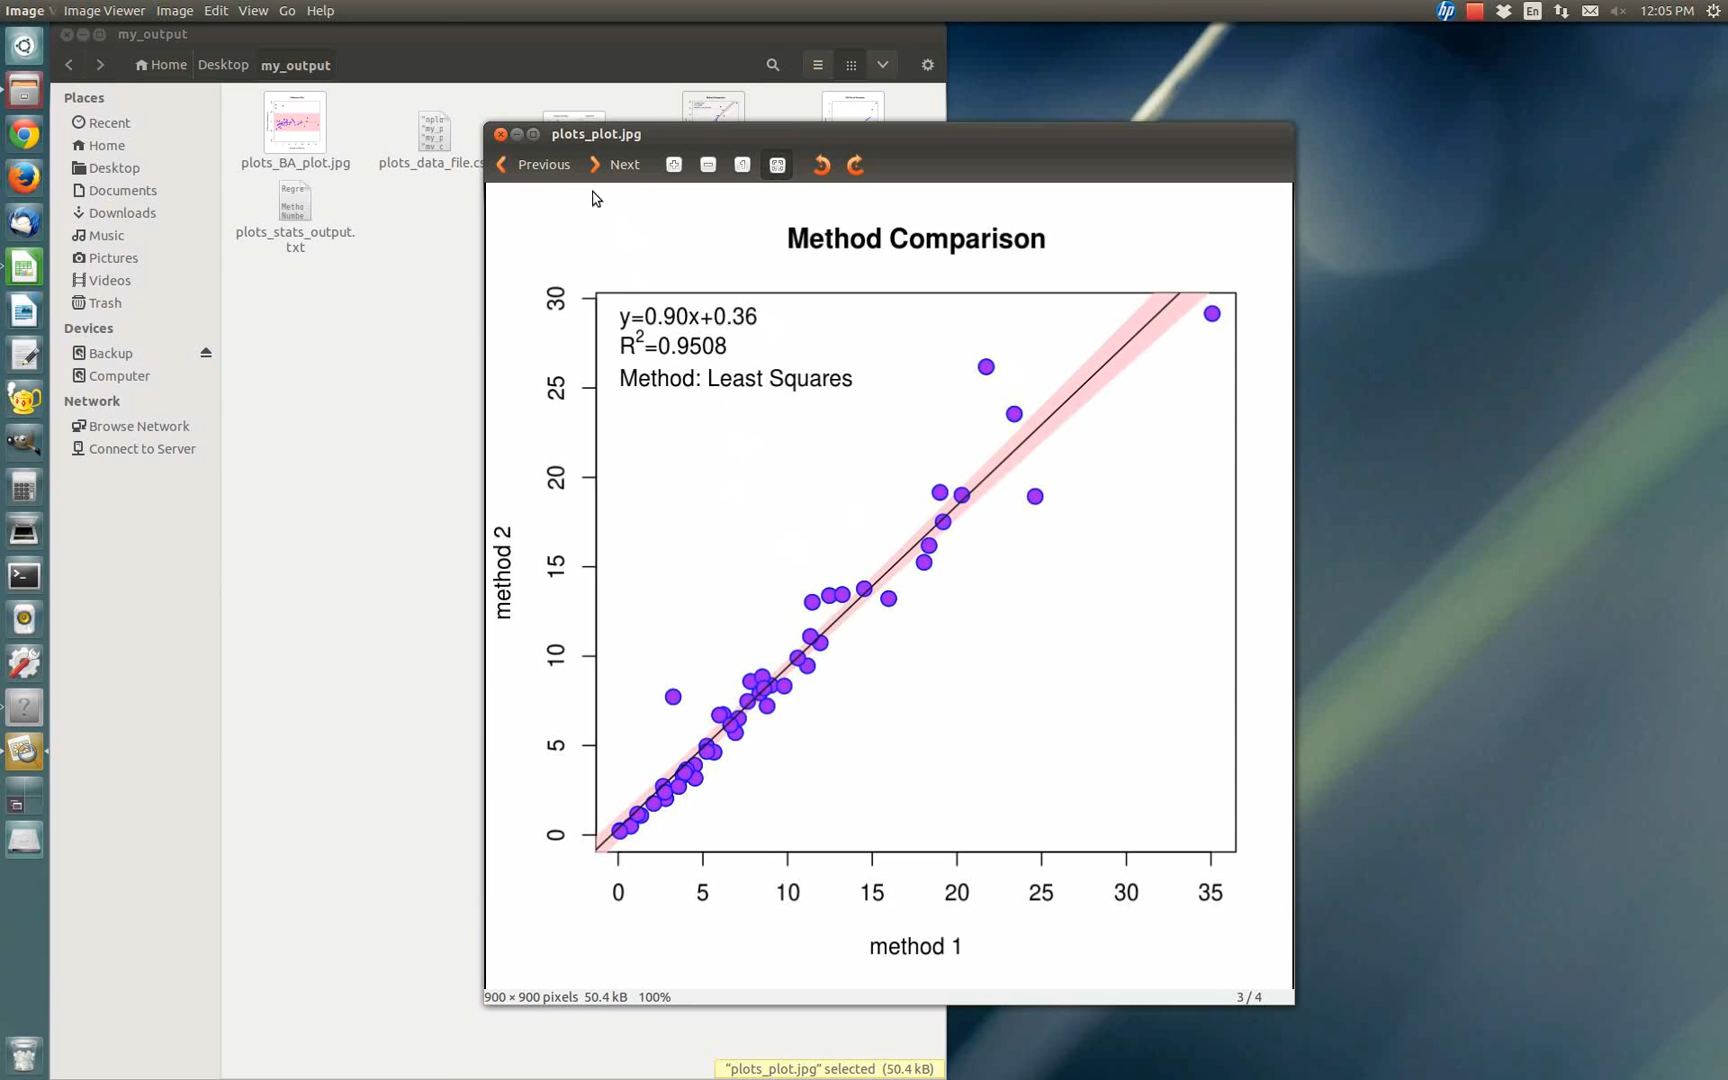 Image
Image Viewer Image Edit View Go Help
En 12:05 PM
my_output
Home Desktop my_output
Places
Recent
Home
Desktop
Documents
Downloads
Music
Pictures
Videos
Trash
Devices
Backup
Computer
Network
Browse Network
Connect to Server
plots_BA_plot.jpg
plots_data_file.cs
plots_stats_output.
txt
Regre
Metho
Numbe
plots_plot.jpg
Previous Next
Method Comparison
y=0.90x+0.36
R²=0.9508
Method: Least Squares
method 2
30
25
20
15
10
5
0
0 5 10 15 20 25 30 35
method 1
900 × 900 pixels 50.4 kB 100% 3 / 4
"plots_plot.jpg" selected (50.4 kB)